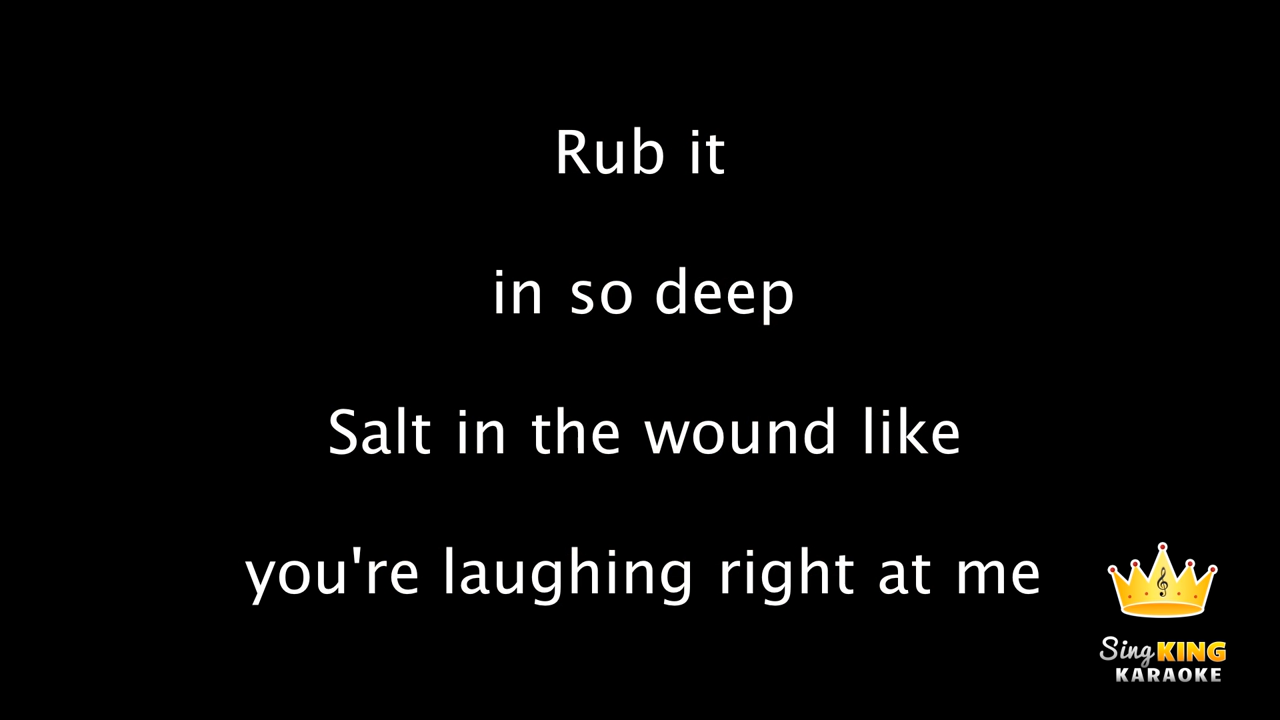 Rub it
in so deep
Salt in the wound like
you're laughing right at me
Sing KING
KARAOKE